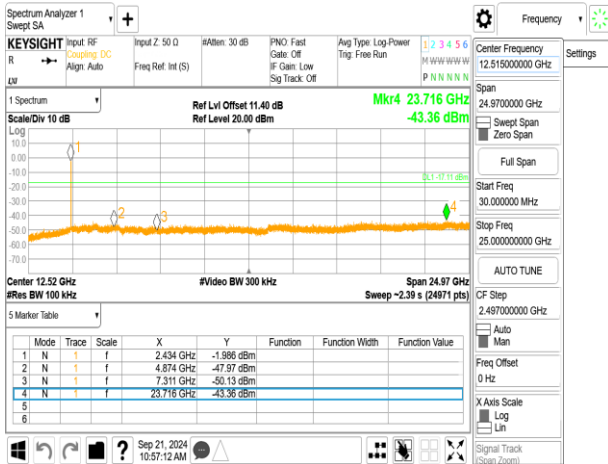 Spectrum Analyzer 1
Swept SA
+
Frequency
KEYSIGHT
R
Input: RF
Coupling: DC
Align: Auto
Input Z: 50 Ω
Freq Ref: Int (S)
#Atten: 30 dB
PNO: Fast
Gate: Off
IF Gain: Low
Sig Track: Off
Avg Type: Log-Power
Trig: Free Run
1 2 3 4 5 6
M W W W W W
P N N N N N
Settings
Center Frequency
12.515000000 GHz
Span
24.9700000 GHz
Swept Span
Zero Span
Full Span
Start Freq
30.000000 MHz
Stop Freq
25.000000000 GHz
AUTO TUNE
CF Step
2.497000000 GHz
Auto
Man
Freq Offset
0 Hz
X Axis Scale
Log
Lin
Signal Track
(Span Zoom)
1 Spectrum
Scale/Div 10 dB
Ref Lvl Offset 11.40 dB
Ref Level 20.00 dBm
Mkr4 23.716 GHz
-43.36 dBm
Log
10.0
0.00
-10.0
-20.0
-30.0
-40.0
-50.0
-60.0
-70.0
1
2
3
4
DL1 -17.11 dBm
Center 12.52 GHz
#Video BW 300 kHz
Span 24.97 GHz
#Res BW 100 kHz
Sweep ~2.39 s (24971 pts)
5 Marker Table
Mode Trace Scale X Y Function Function Width Function Value
1 N 1 f 2.434 GHz -1.986 dBm
2 N 1 f 4.874 GHz -47.97 dBm
3 N 1 f 7.311 GHz -50.13 dBm
4 N 1 f 23.716 GHz -43.36 dBm
5
6
?
Sep 21, 2024
10:57:12 AM